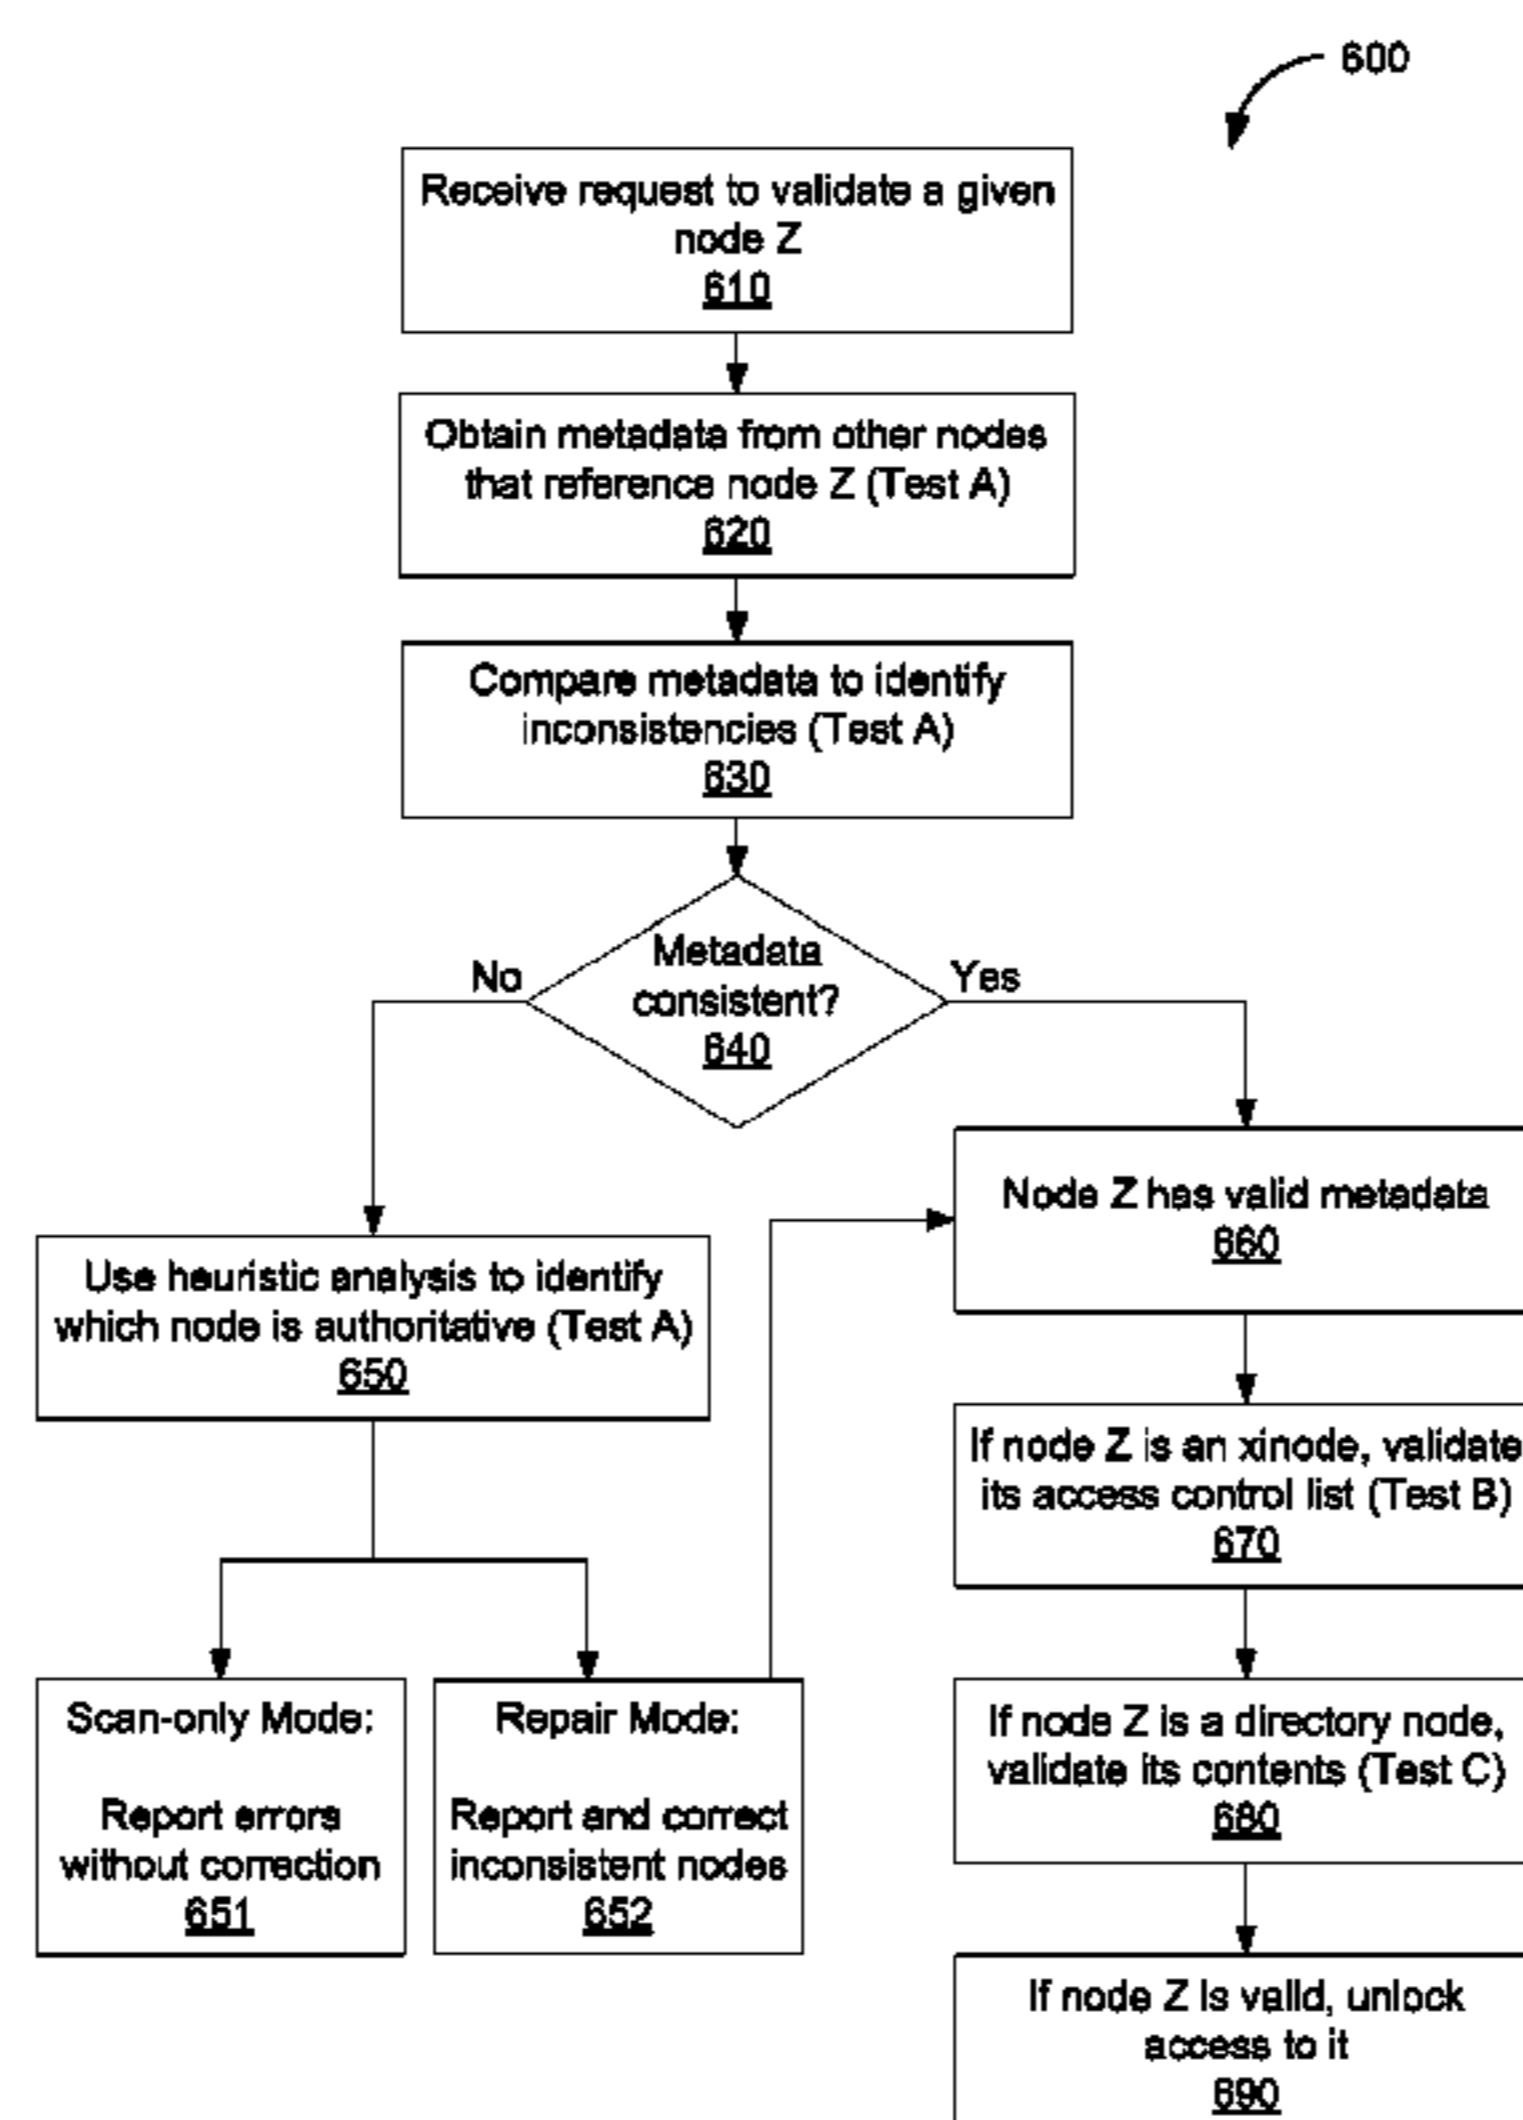 600
Receive request to validate a given
node Z
610
Obtain metadata from other nodes
that reference node Z (Test A)
620
Compare metadata to identify
inconsistencies (Test A)
630
Metadata
consistent?
640
No
Yes
Node Z has valid metadata
660
Use heuristic analysis to identify
which node is authoritative (Test A)
650
If node Z is an xinode, validate
its access control list (Test B)
670
Scan-only Mode:
Report errors
without correction
651
Repair Mode:
Report and correct
inconsistent nodes
652
If node Z is a directory node,
validate its contents (Test C)
680
If node Z is valid, unlock
access to it
690